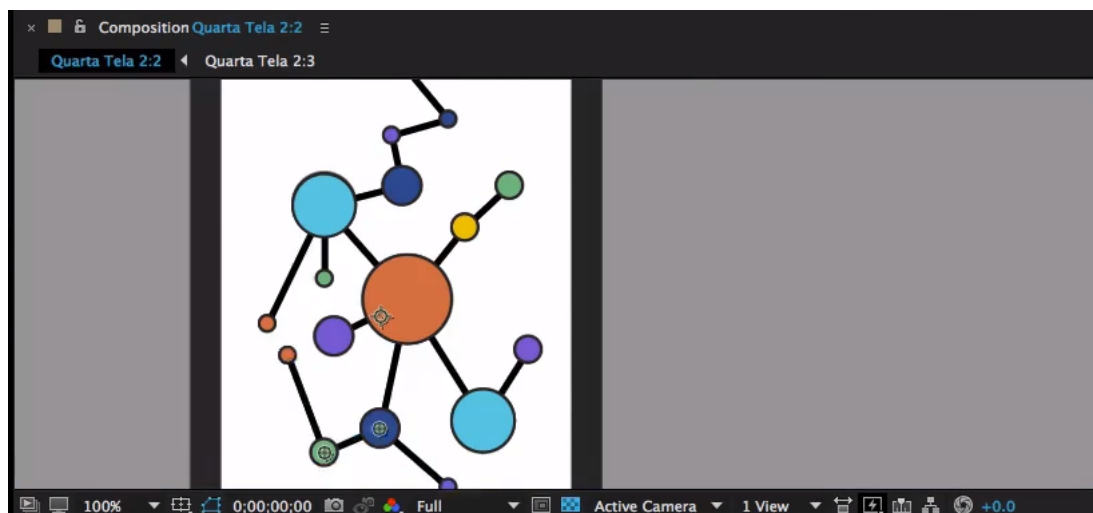 Composition Quarta Tela 2:2
Quarta Tela 2:2 Quarta Tela 2:3
100% 0;00;00;00 Full Active Camera 1 View +0.0